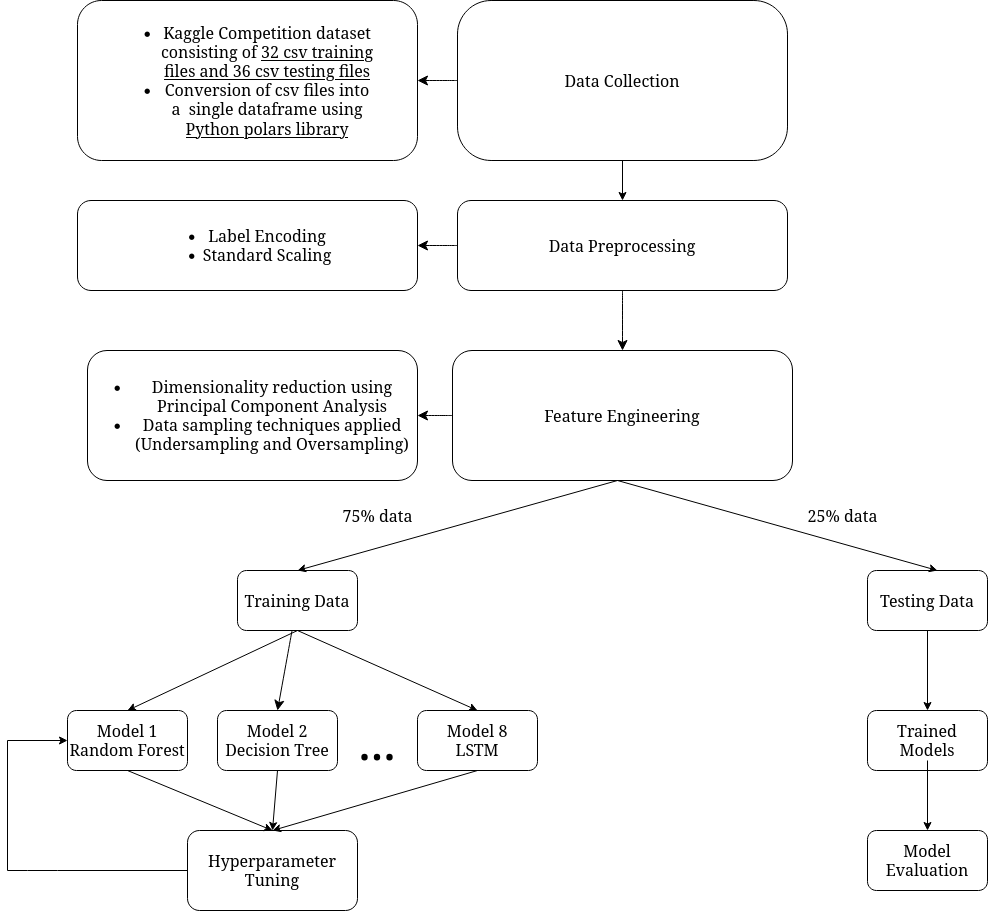 • Kaggle Competition dataset
consisting of 32 csv training
files and 36 csv testing files
• Conversion of csv files into
a single dataframe using
Python polars library
Data Collection
• Label Encoding
• Standard Scaling
Data Preprocessing
• Dimensionality reduction using
Principal Component Analysis
• Data sampling techniques applied
(Undersampling and Oversampling)
Feature Engineering
75% data
25% data
Training Data
Testing Data
Model 1
Random Forest
Model 2
Decision Tree
...
Model 8
LSTM
Trained
Models
Hyperparameter
Tuning
Model
Evaluation